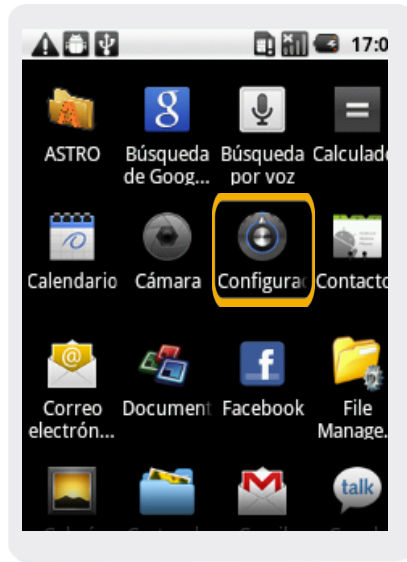 17:0
ASTRO
Búsqueda
de Goog...
Búsqueda
por voz
Calculad
Calendario
Cámara
Configurac
Contacto
Correo
electrón...
Document
Facebook
File
Manage.
talk